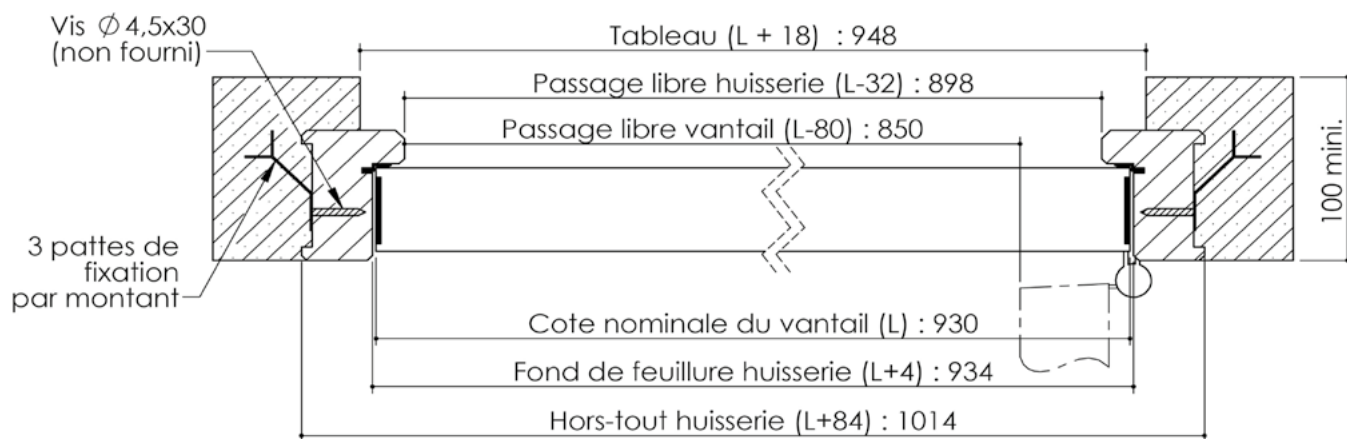 Vis Ø 4,5x30
(non fourni)
Tableau (L + 18) : 948
Passage libre huisserie (L-32) : 898
Passage libre vantail (L-80) : 850
100 mini.
3 pattes de
fixation
par montant
Cote nominale du vantail (L) : 930
Fond de feuillure huisserie (L+4) : 934
Hors-tout huisserie (L+84) : 1014